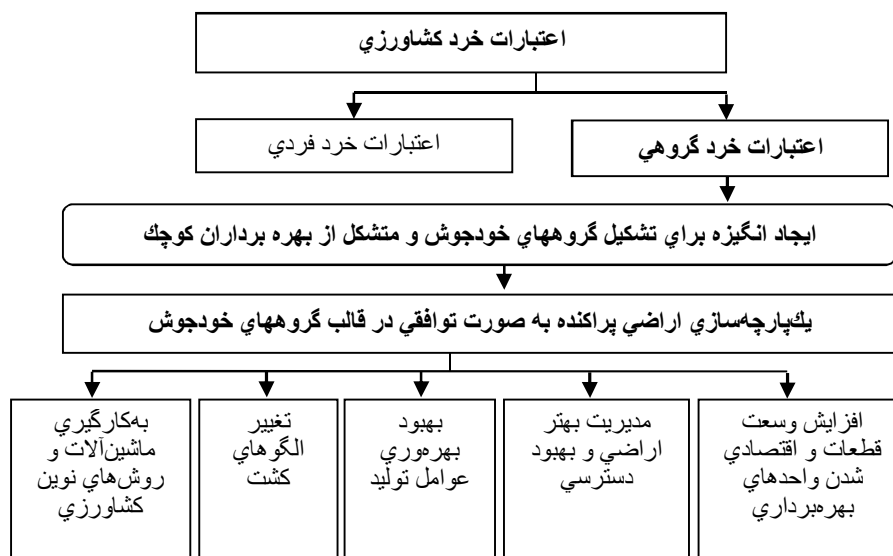 اعتبارات خرد كشاورزي
اعتبارات خرد گروهي
اعتبارات خرد فردي
ايجاد انگيزه براي تشكيل گروههاي خودجوش و متشكل از بهره برداران كوچك
يك‌پارچه‌سازي اراضي پراكنده به صورت توافقي در قالب گروههاي خودجوش
افزايش وسعت
قطعات و اقتصادي
شدن واحدهاي
بهره‌برداري
مديريت بهتر
اراضي و بهبود
دسترسي
بهبود
بهره‌وري
عوامل توليد
تغيير
الگوهاي
كشت
به‌كارگيري
ماشين‌آلات و
روش‌هاي نوين
كشاورزي